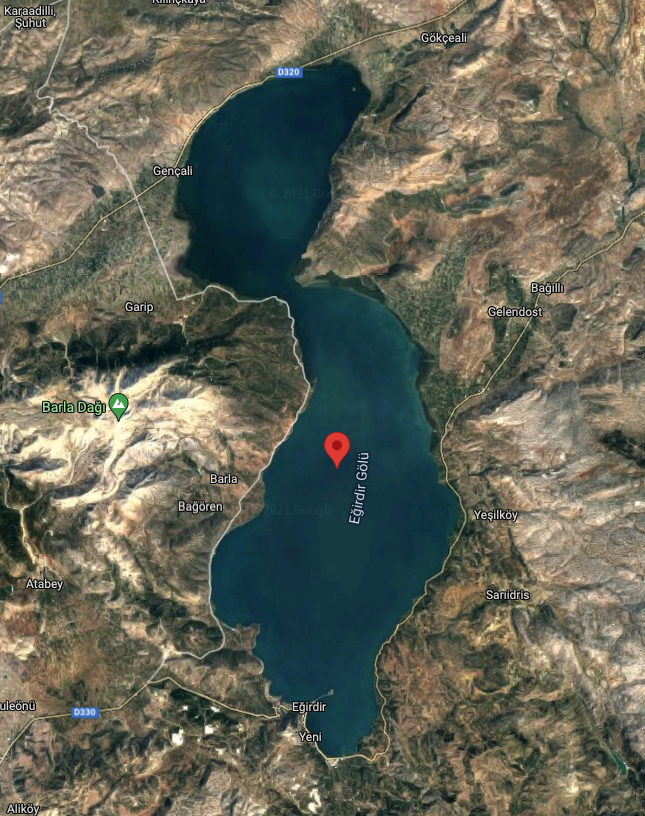 Kılınçkaya
Karaadilli,
Şuhut
Gökçeali
D320
Gençali
© 2021 Google
Bağıllı
Garip
Gelendost
Barla Dağı
Eğirdir Gölü
Barla
Bağören
2021 Google
Yeşilköy
Atabey
Sarıidris
uleönü
D330
Eğirdir
Yeni
Aliköy